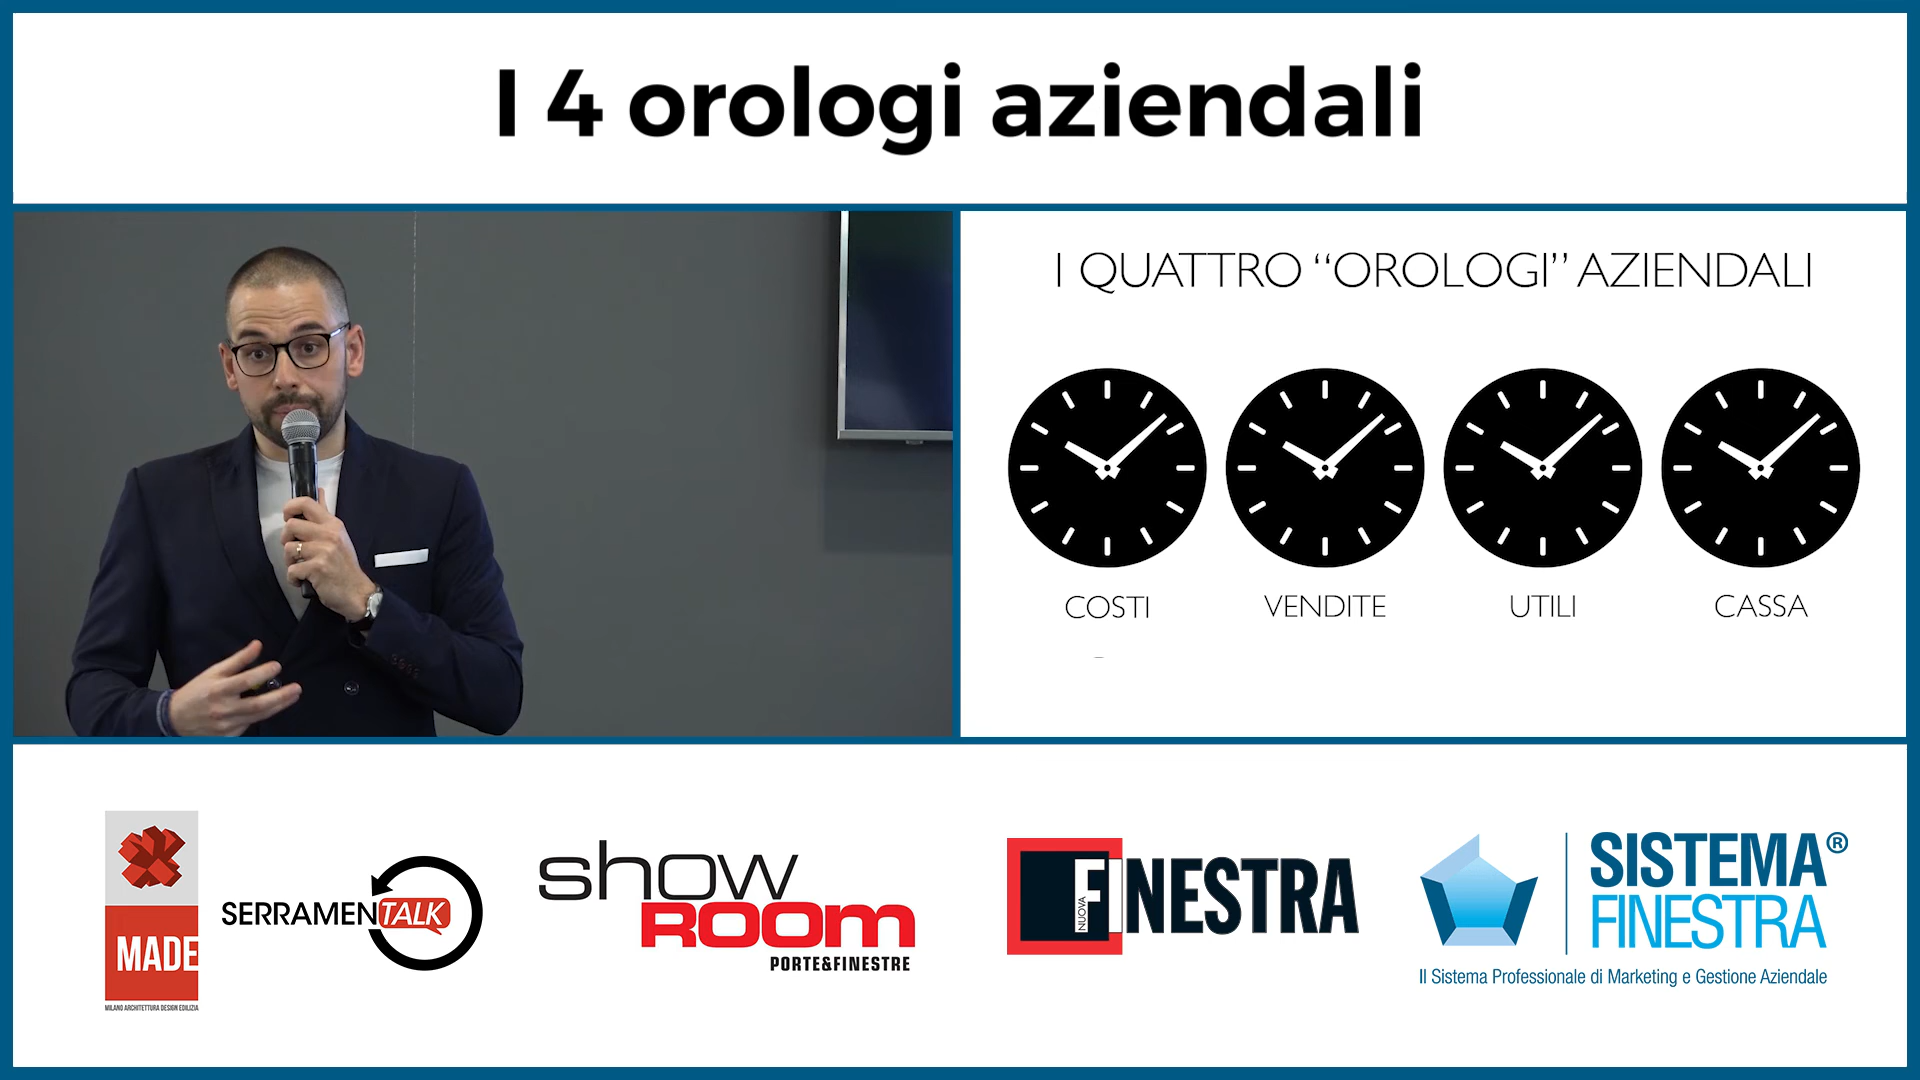 I 4 orologi aziendali
I QUATTRO “OROLOGI” AZIENDALI
COSTI
VENDITE
UTILI
CASSA
MADE
MILANO ARCHITETTURA DESIGN EDILIZIA
SERRAMENTALK
show
ROOM
PORTE&FINESTRE
NUOVA
FINESTRA
SISTEMA®
FINESTRA
Il Sistema Professionale di Marketing e Gestione Aziendale